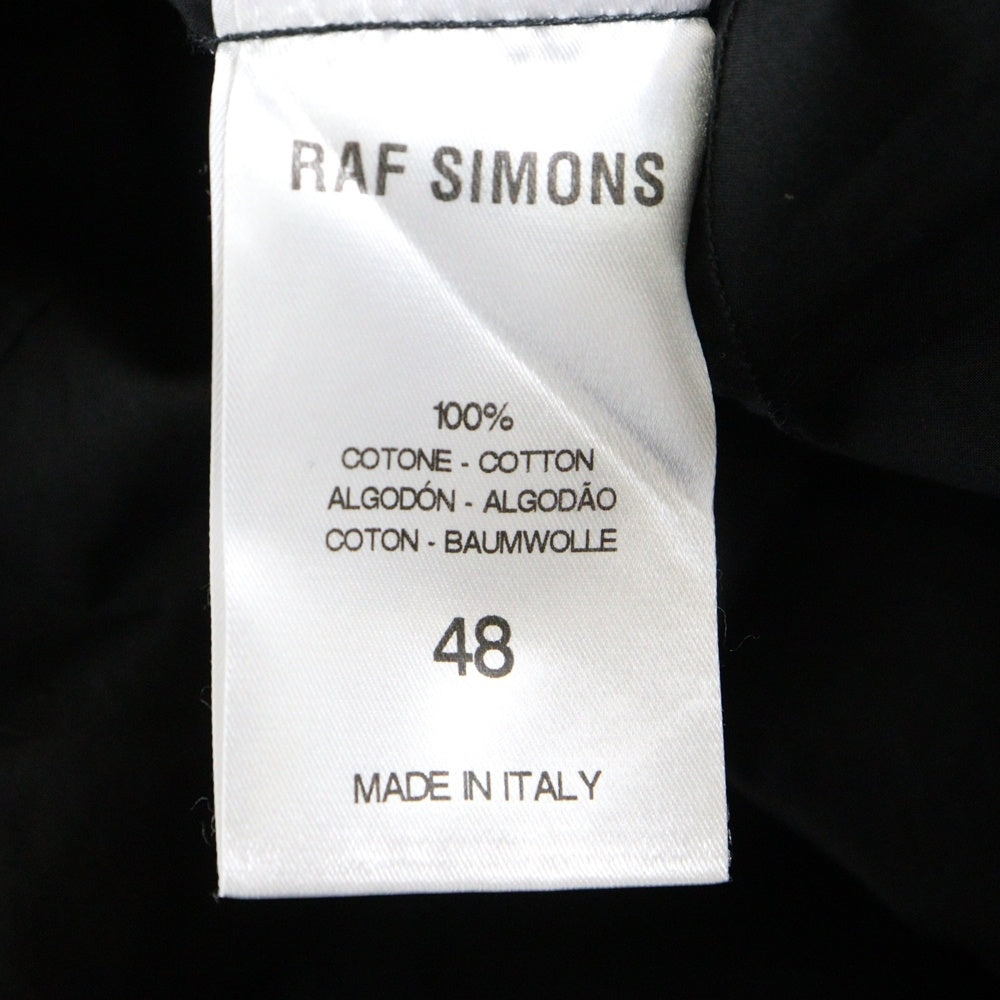 RAF SIMONS
100%
COTONE - COTTON
ALGODÓN - ALGODÃO
COTON - BAUMWOLLE
48
MADE IN ITALY